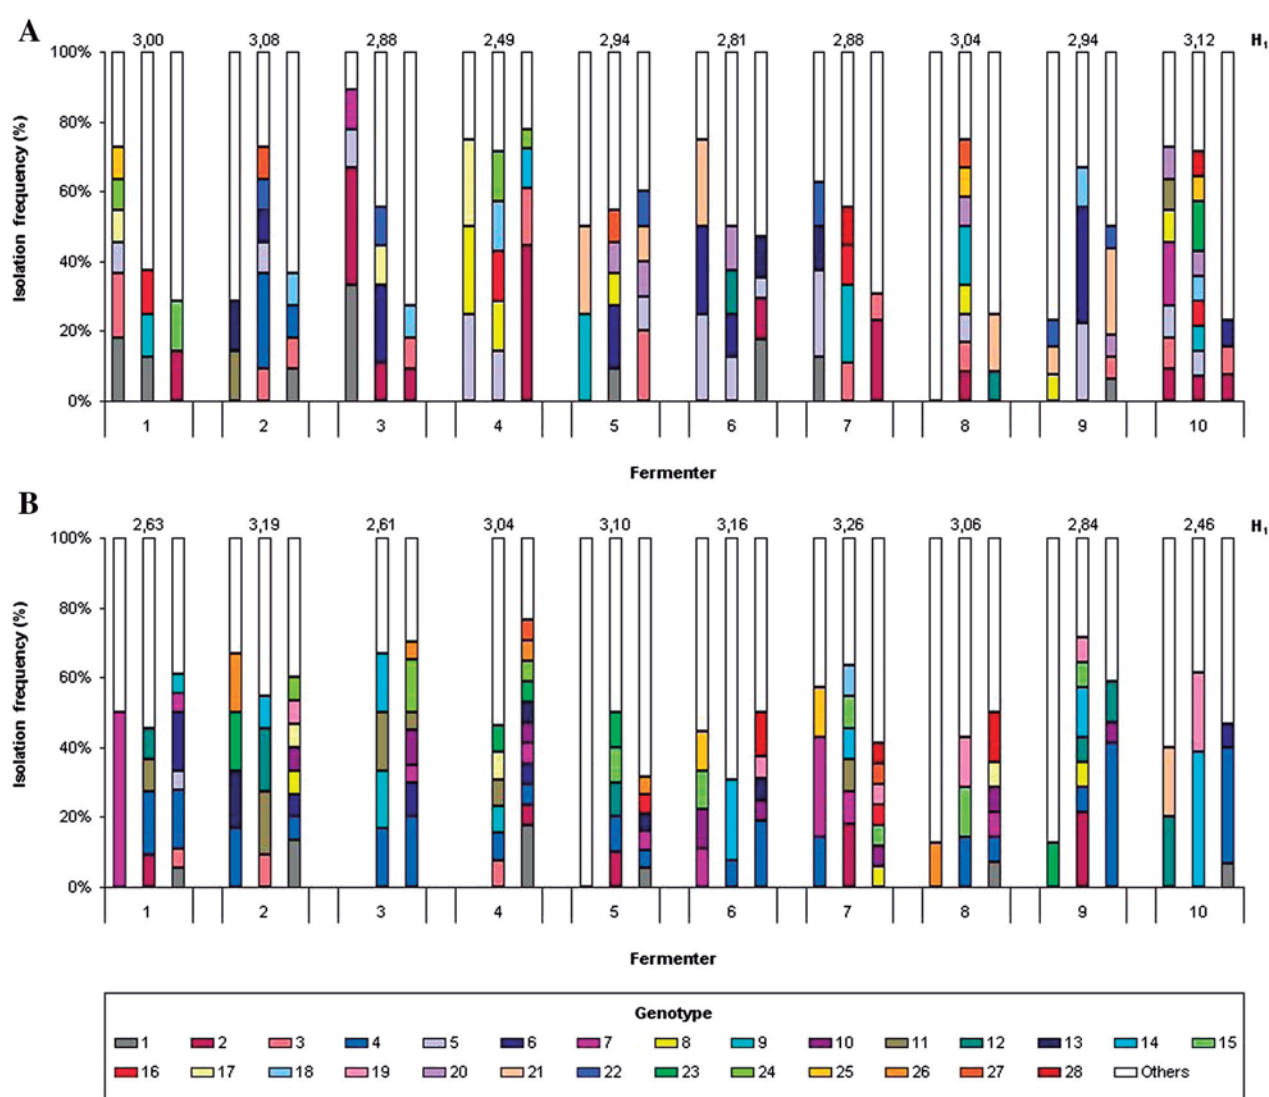 A
3,00 3,08 2,88 2,49 2,94 2,81 2,88 3,04 2,94 3,12 H1
100%
80%
60%
40%
20%
0%
Isolation frequency (%)
1 2 3 4 5 6 7 8 9 10
Fermenter
B
2,63 3,19 2,61 3,04 3,10 3,16 3,26 3,06 2,84 2,46 H1
100%
80%
60%
40%
20%
0%
Isolation frequency (%)
1 2 3 4 5 6 7 8 9 10
Fermenter
Genotype
1 2 3 4 5 6 7 8 9 10 11 12 13 14 15
16 17 18 19 20 21 22 23 24 25 26 27 28 Others